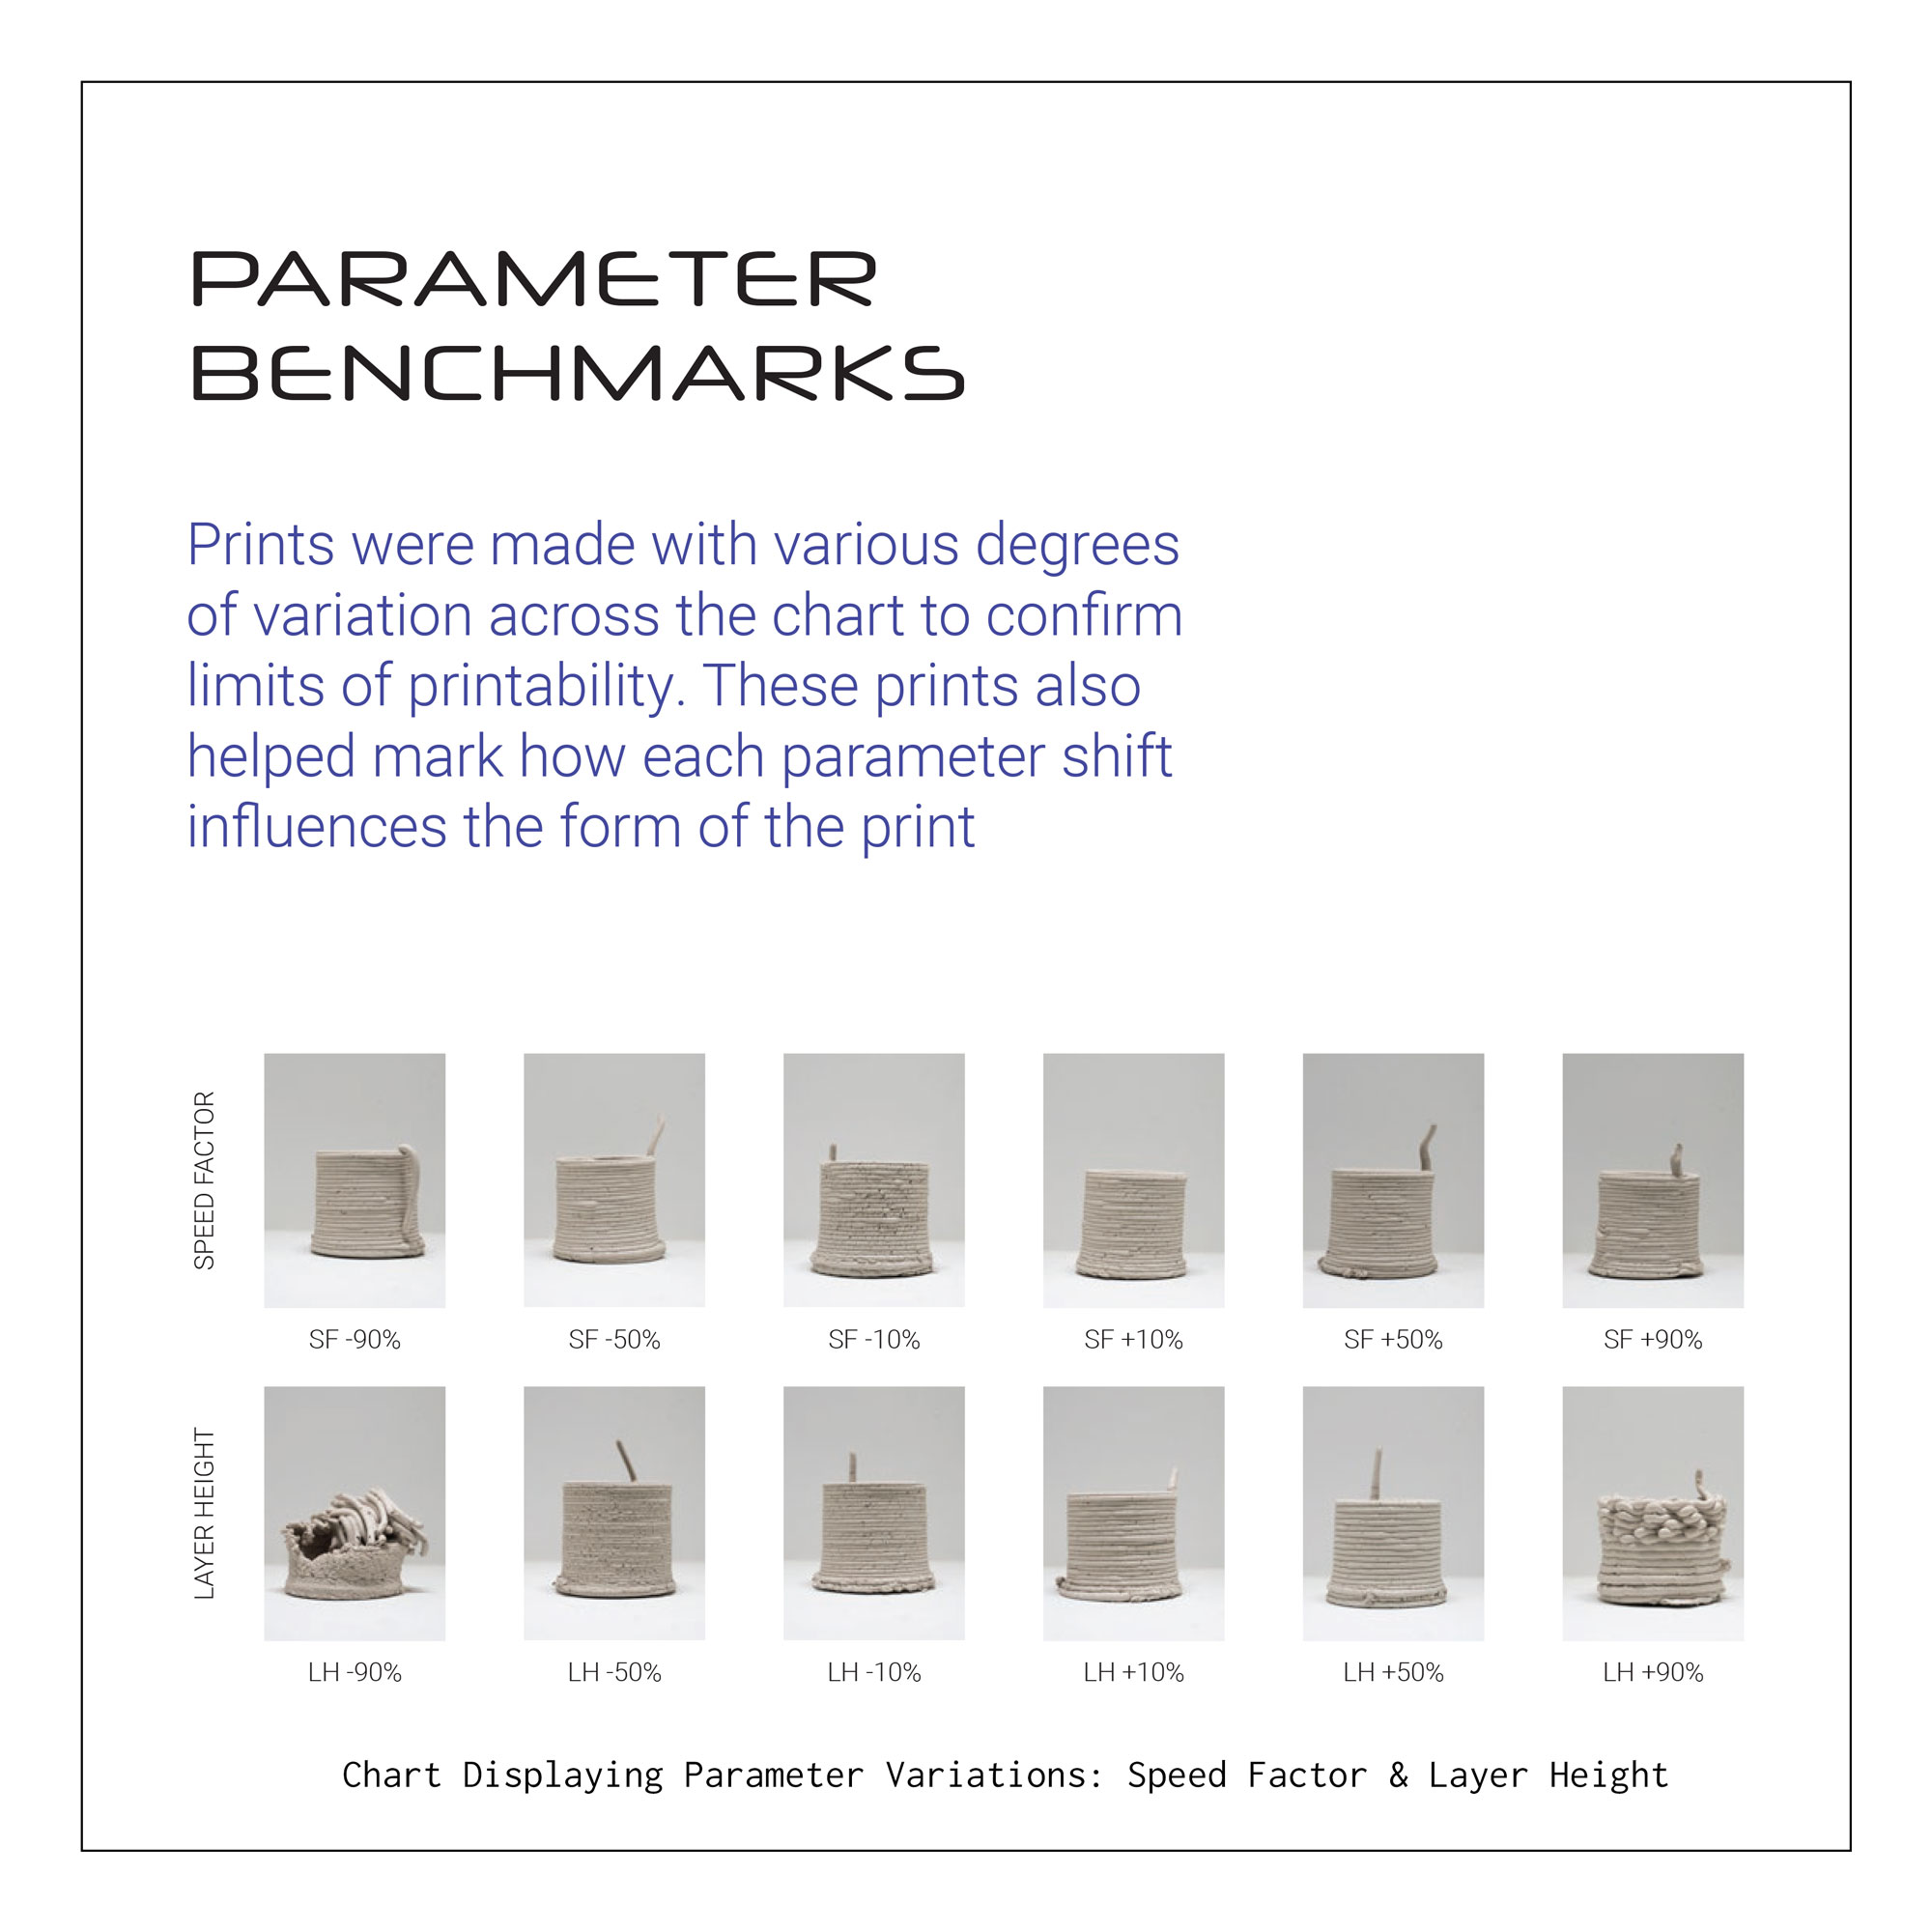 PARAMETER
BENCHMARKS
Prints were made with various degrees
of variation across the chart to confirm
limits of printability. These prints also
helped mark how each parameter shift
influences the form of the print
SPEED FACTOR
SF -90%
SF -50%
SF -10%
SF +10%
SF +50%
SF +90%
LAYER HEIGHT
LH -90%
LH -50%
LH -10%
LH +10%
LH +50%
LH +90%
Chart Displaying Parameter Variations: Speed Factor & Layer Height